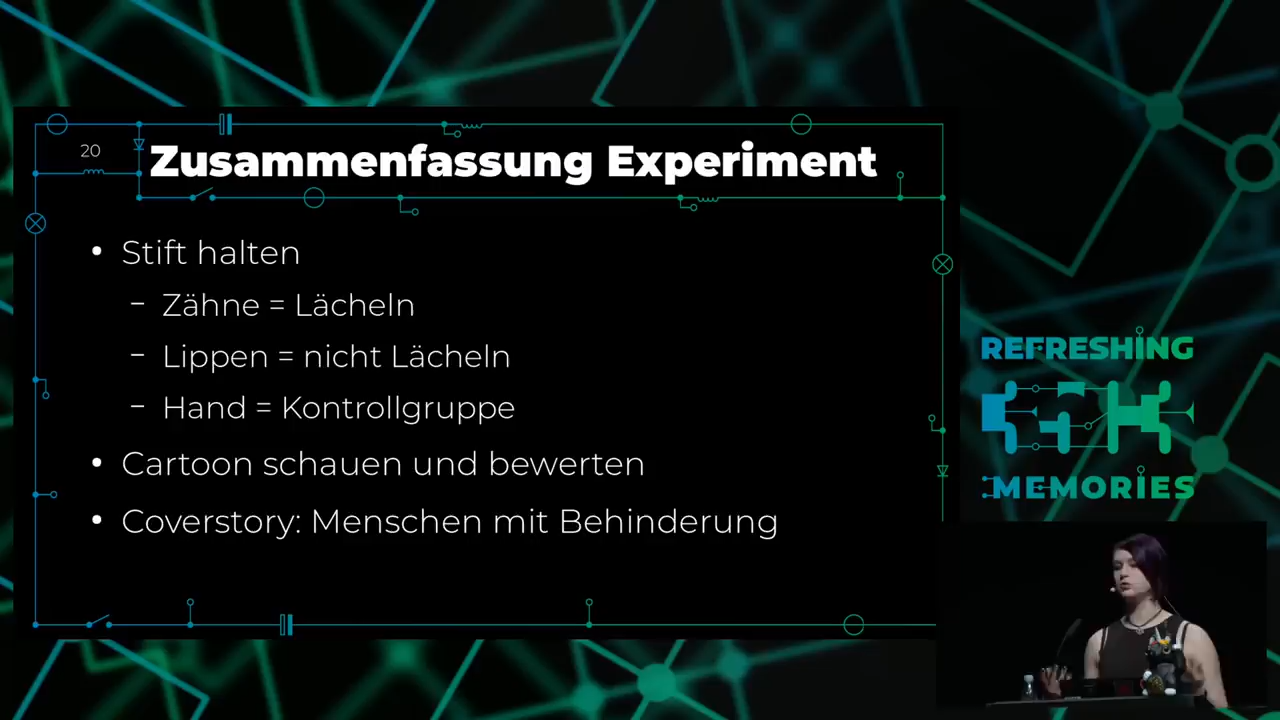 20
Zusammenfassung Experiment
• Stift halten
– Zähne = Lächeln
– Lippen = nicht Lächeln
– Hand = Kontrollgruppe
• Cartoon schauen und bewerten
• Coverstory: Menschen mit Behinderung
REFRESHING
MEMORIES